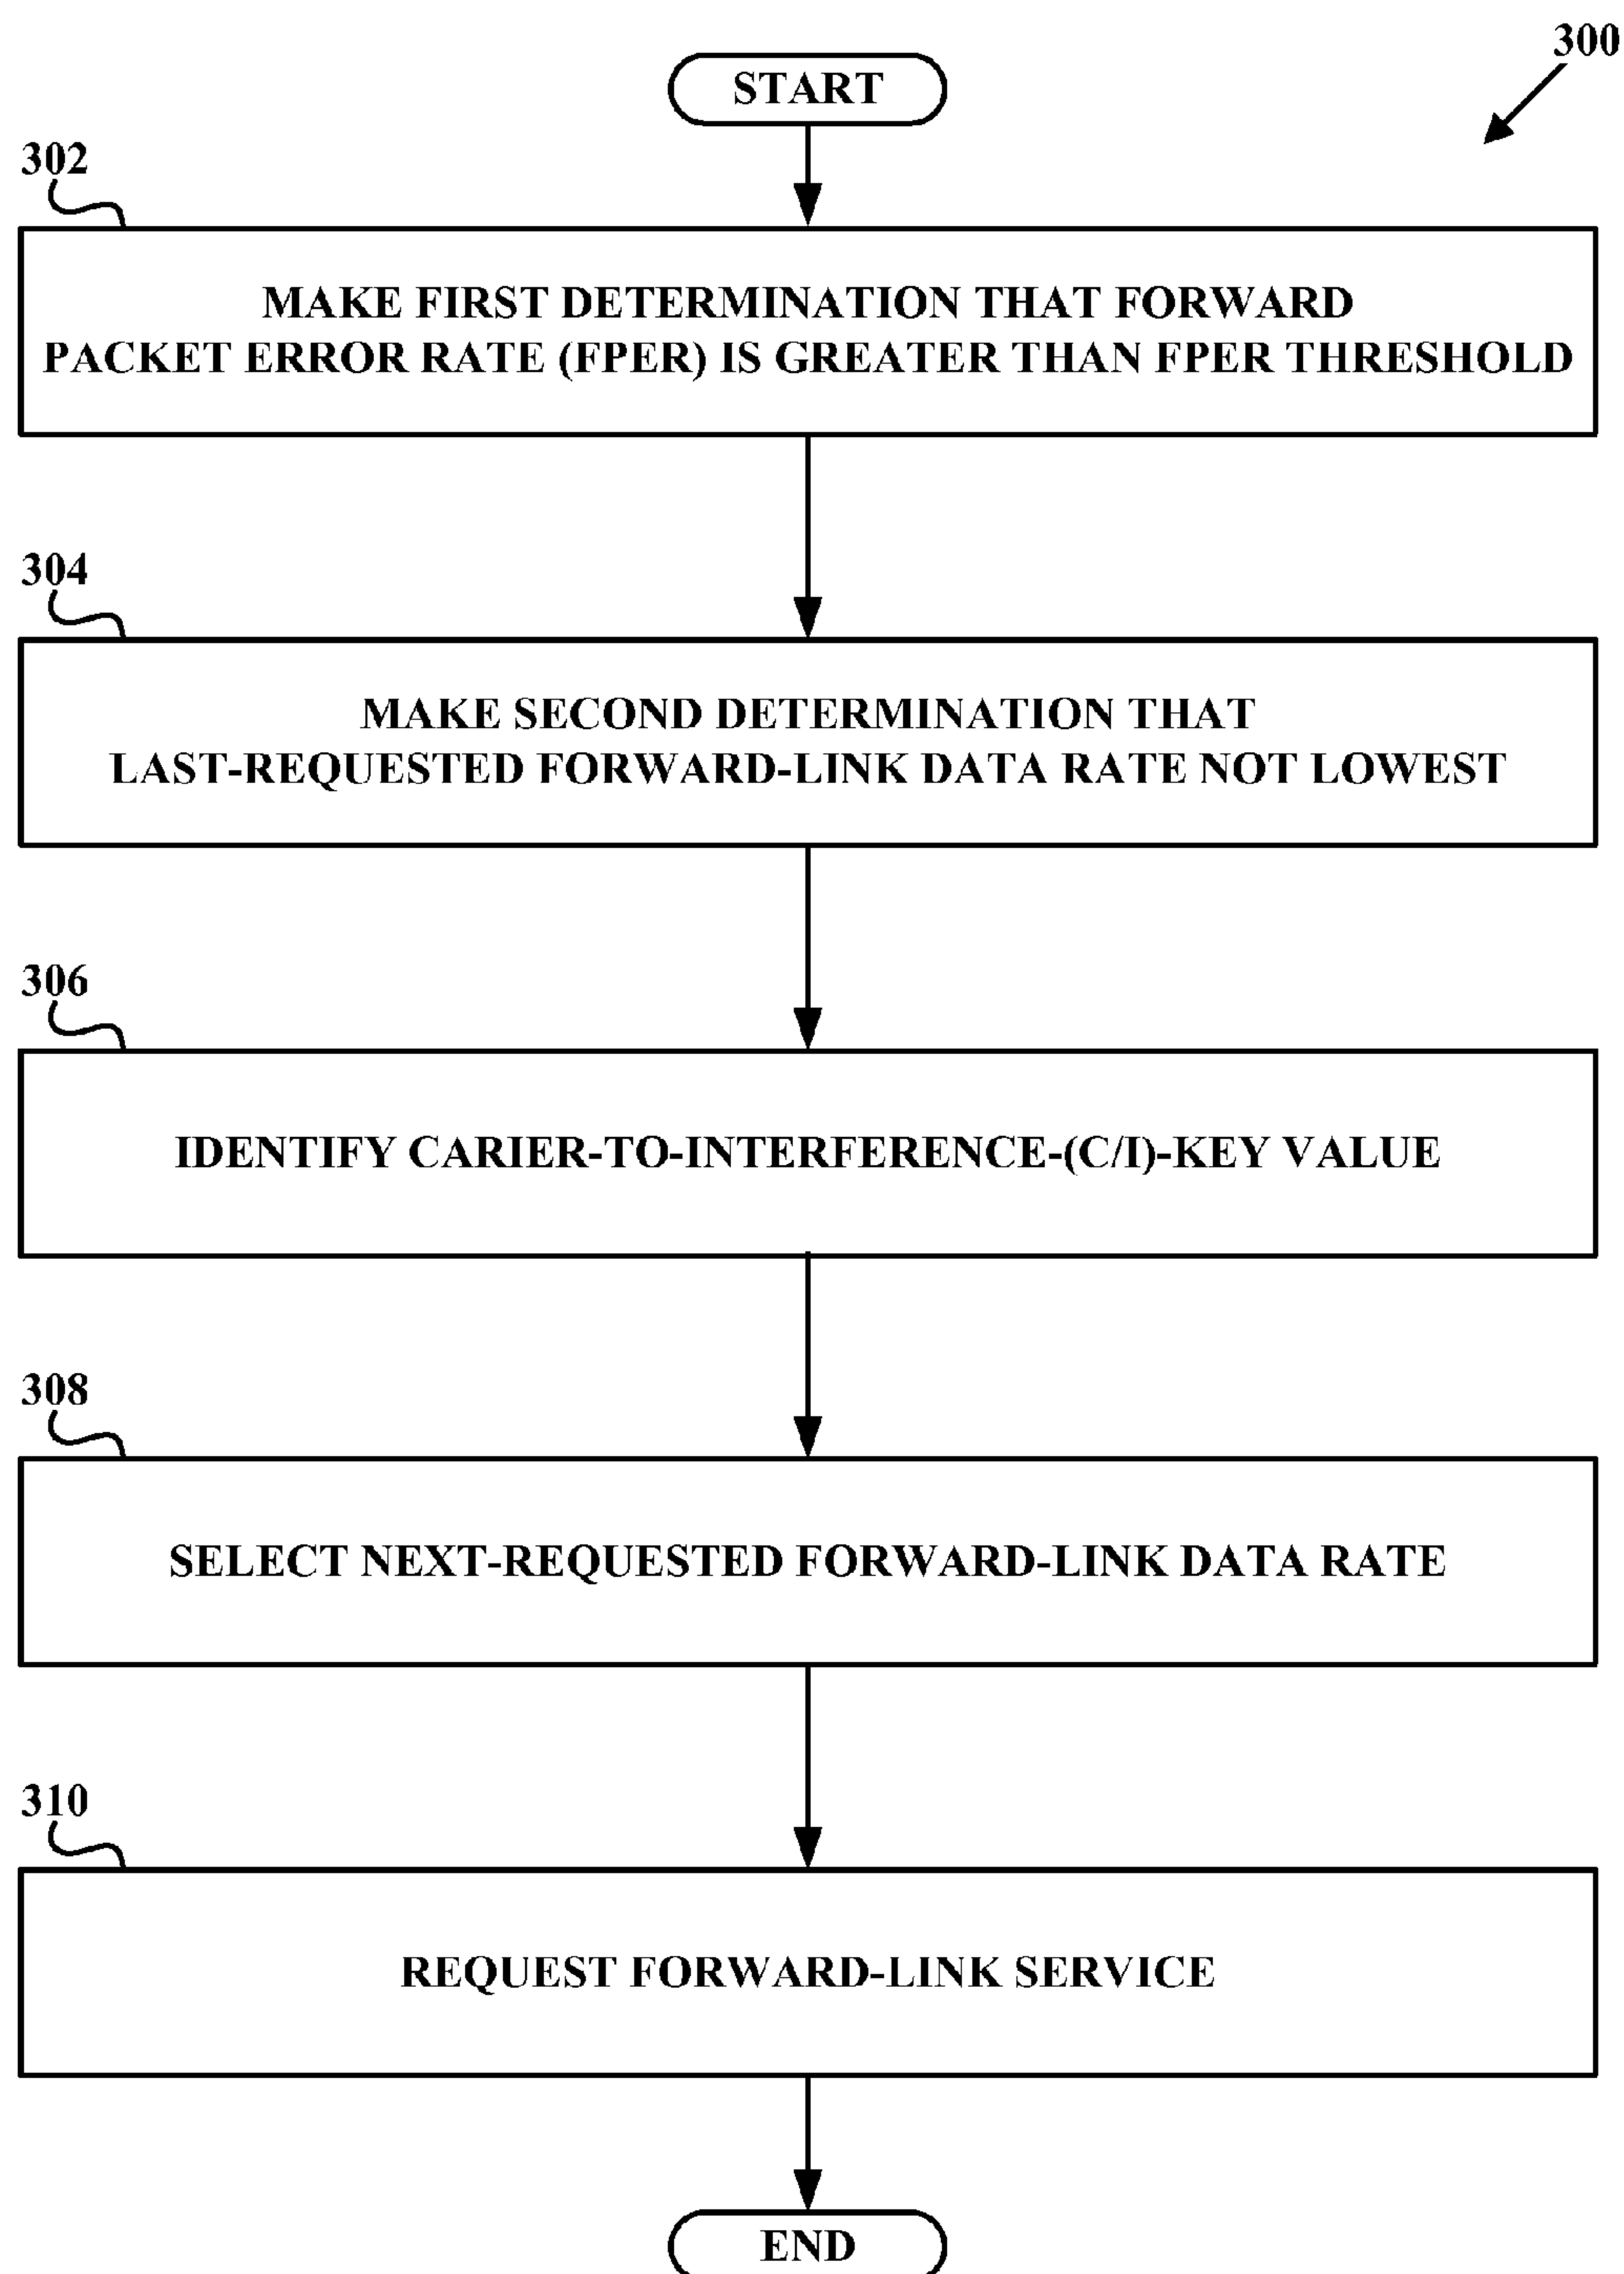 300
START
302
MAKE FIRST DETERMINATION THAT FORWARD
PACKET ERROR RATE (FPER) IS GREATER THAN FPER THRESHOLD
304
MAKE SECOND DETERMINATION THAT
LAST-REQUESTED FORWARD-LINK DATA RATE NOT LOWEST
306
IDENTIFY CARIER-TO-INTERFERENCE-(C/I)-KEY VALUE
308
SELECT NEXT-REQUESTED FORWARD-LINK DATA RATE
310
REQUEST FORWARD-LINK SERVICE
END